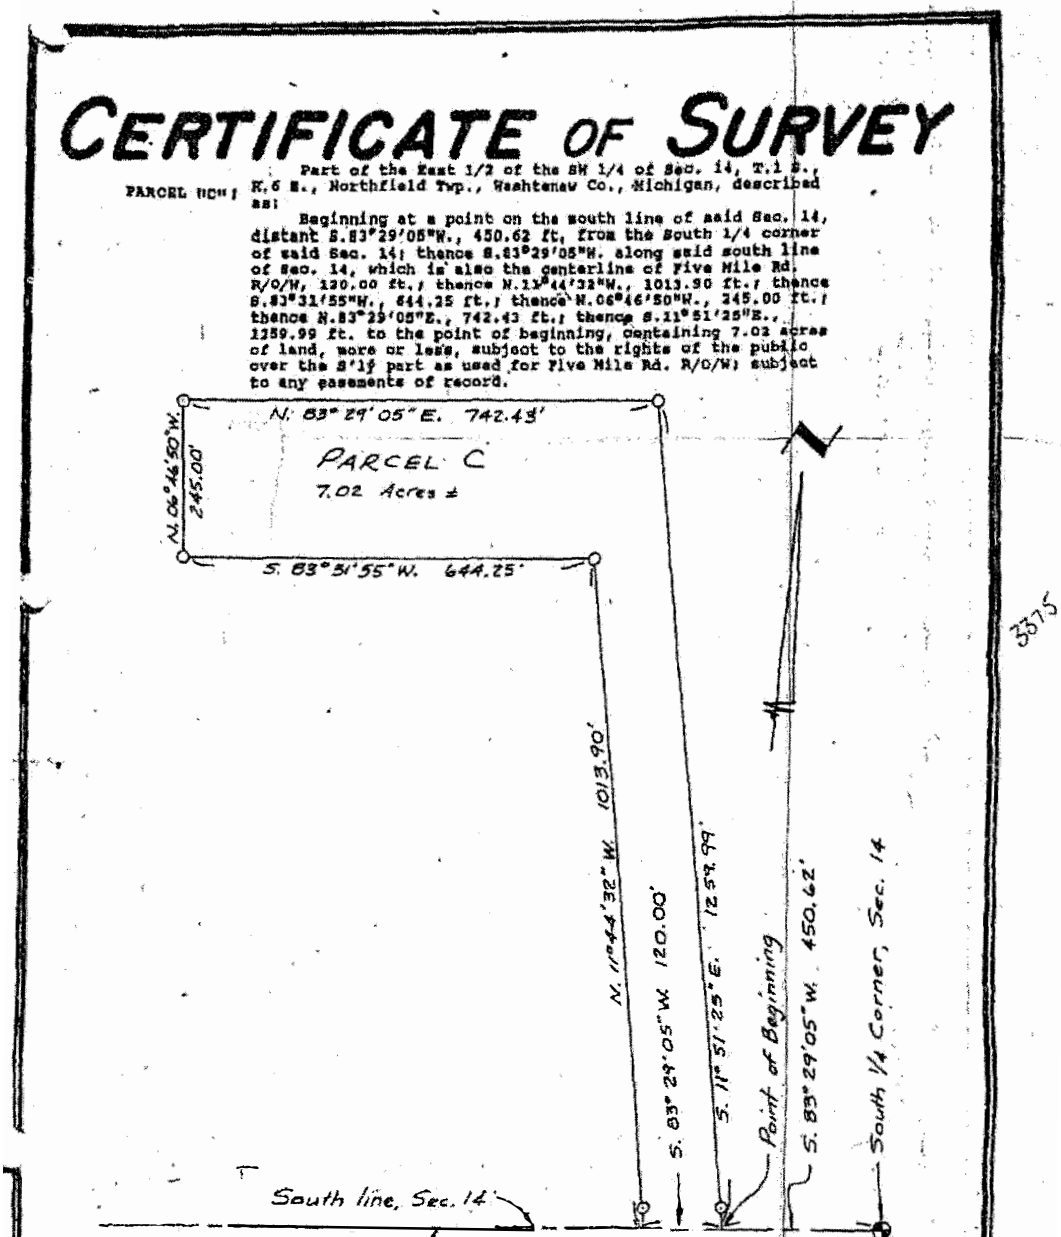 CERTIFICATE OF SURVEY
Part of the East 1/2 of the SW 1/4 of Sec. 14, T.1 S.,
PARCEL "C": R.6 E., Northfield Twp., Washtenaw Co., Michigan, described
as:
Beginning at a point on the south line of said Sec. 14,
distant S.83°29'05"W., 450.62 ft. from the South 1/4 corner
of said Sec. 14; thence S.83°29'05"W. along said south line
of Sec. 14, which is also the centerline of Five Mile Rd.
R/O/W, 120.00 ft.; thence N.11°44'32"W., 1013.90 ft.; thence
S.83°31'55"W., 644.25 ft.; thence N.06°46'50"W., 245.00 ft.;
thence N.83°29'05"E., 742.43 ft.; thence S.11°51'25"E.,
1259.99 ft. to the point of beginning, containing 7.02 acres
of land, more or less, subject to the rights of the public
over the S'ly part as used for Five Mile Rd. R/O/W; subject
to any easements of record.
N. 83° 29' 05" E. 742.43'
N. 06° 46' 50" W.
245.00'
PARCEL C
7.02 Acres ±
S. 83° 31' 55" W. 644.25'
3375
N. 11° 44' 32" W. 1013.90'
S. 83° 29' 05" W. 120.00'
S. 11° 51' 25" E. 1259.99'
Point of Beginning
S. 83° 29' 05" W. 450.62'
South 1/4 Corner, Sec. 14
South line, Sec. 14